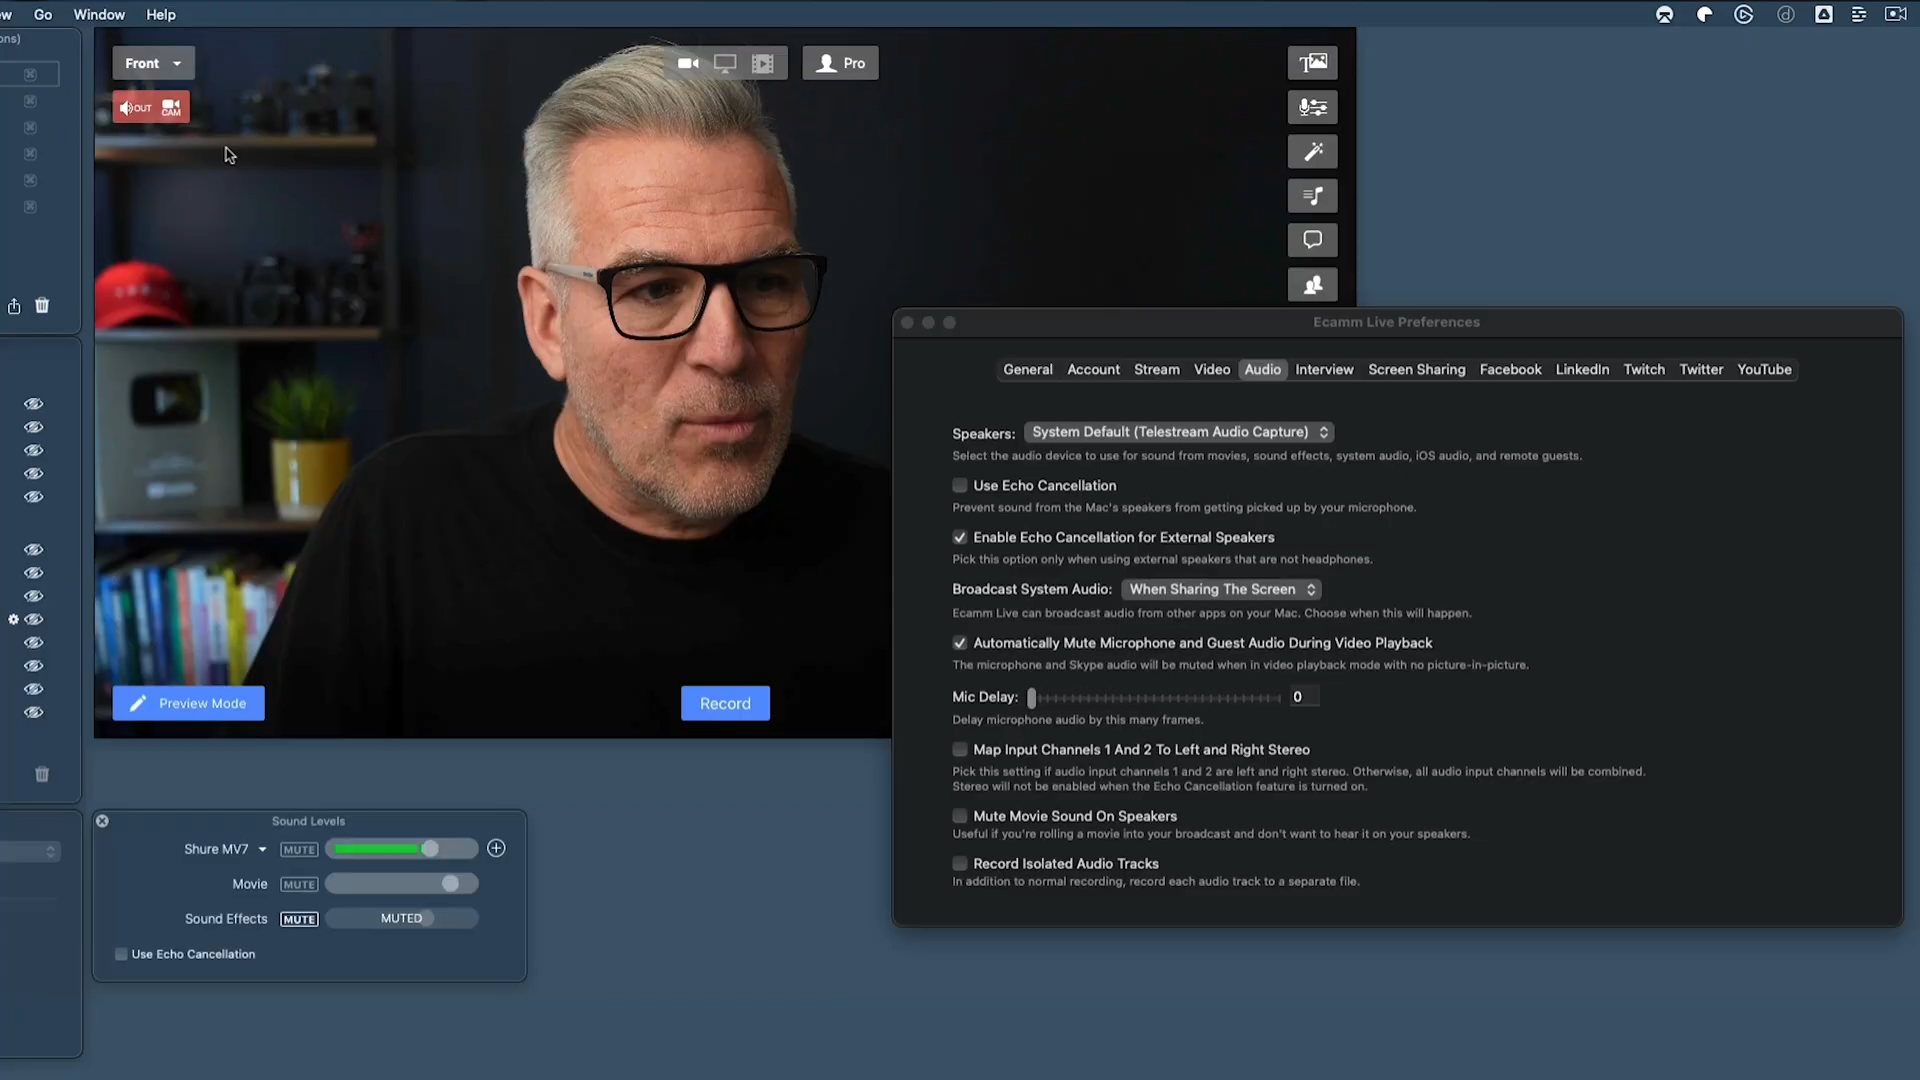 Go
Window
Help
ons)
Front
OUT
CAM
Pro
Preview Mode
Record
Ecamm Live Preferences
General
Account
Stream
Video
Audio
Interview
Screen Sharing
Facebook
LinkedIn
Twitch
Twitter
YouTube
Speakers: System Default (Telestream Audio Capture)
Select the audio device to use for sound from movies, sound effects, system audio, iOS audio, and remote guests.
Use Echo Cancellation
Prevent sound from the Mac's speakers from getting picked up by your microphone.
Enable Echo Cancellation for External Speakers
Pick this option only when using external speakers that are not headphones.
Broadcast System Audio: When Sharing The Screen
Ecamm Live can broadcast audio from other apps on your Mac. Choose when this will happen.
Automatically Mute Microphone and Guest Audio During Video Playback
The microphone and Skype audio will be muted when in video playback mode with no picture-in-picture.
Mic Delay: 0
Delay microphone audio by this many frames.
Map Input Channels 1 And 2 To Left and Right Stereo
Pick this setting if audio input channels 1 and 2 are left and right stereo. Otherwise, all audio input channels will be combined.
Stereo will not be enabled when the Echo Cancellation feature is turned on.
Mute Movie Sound On Speakers
Useful if you're rolling a movie into your broadcast and don't want to hear it on your speakers.
Record Isolated Audio Tracks
In addition to normal recording, record each audio track to a separate file.
Sound Levels
Shure MV7 MUTE
Movie MUTE
Sound Effects MUTE MUTED
Use Echo Cancellation